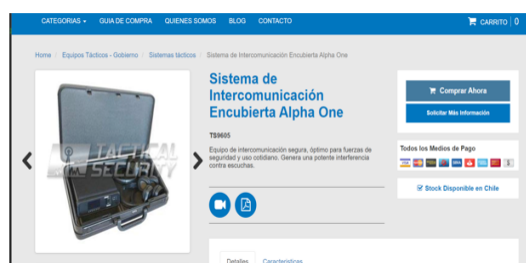 CATEGORIAS
GUIA DE COMPRA
QUIENES SOMOS
BLOG
CONTACTO
CARRITO | 0
Home / Equipos Tácticos - Gobierno / Sistemas tácticos / Sistema de Intercomunicación Encubierta Alpha One
TACTICAL
SECURITY
Sistema de
Intercomunicación
Encubierta Alpha One
TS9605
Equipo de intercomunicación segura, óptimo para fuerzas de
seguridad y uso cotidiano. Genera una potente interferencia
contra escuchas.
Comprar Ahora
Solicitar Más Información
Todos los Medios de Pago
Stock Disponible en Chile
Detalles
Características